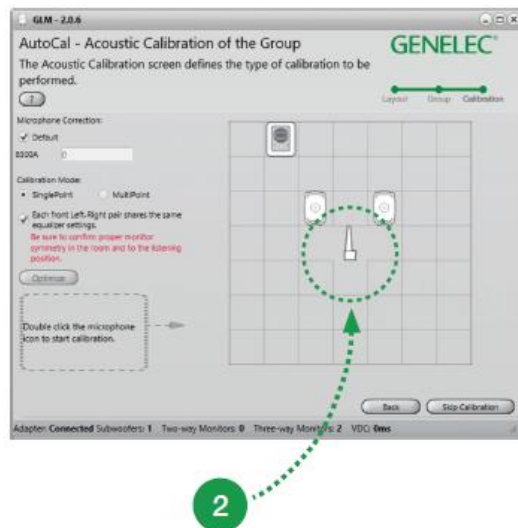 GLM - 2.0.6
AutoCal - Acoustic Calibration of the Group
GENELEC®
The Acoustic Calibration screen defines the type of calibration to be
performed.
?
Layout Group Calibration
Microphone Correction:
Default
8300A 0
Calibration Mode:
SinglePoint MultiPoint
Each front Left-Right pair shares the same
equalizer settings.
Be sure to confirm proper monitor
symmetry in the room and to the listening
position.
Optimize
Double click the microphone
icon to start calibration.
Back Skip Calibration
Adapter: Connected Subwoofers: 1 Two-way Monitors: 0 Three-way Monitors: 2 VDC: 0ms
2